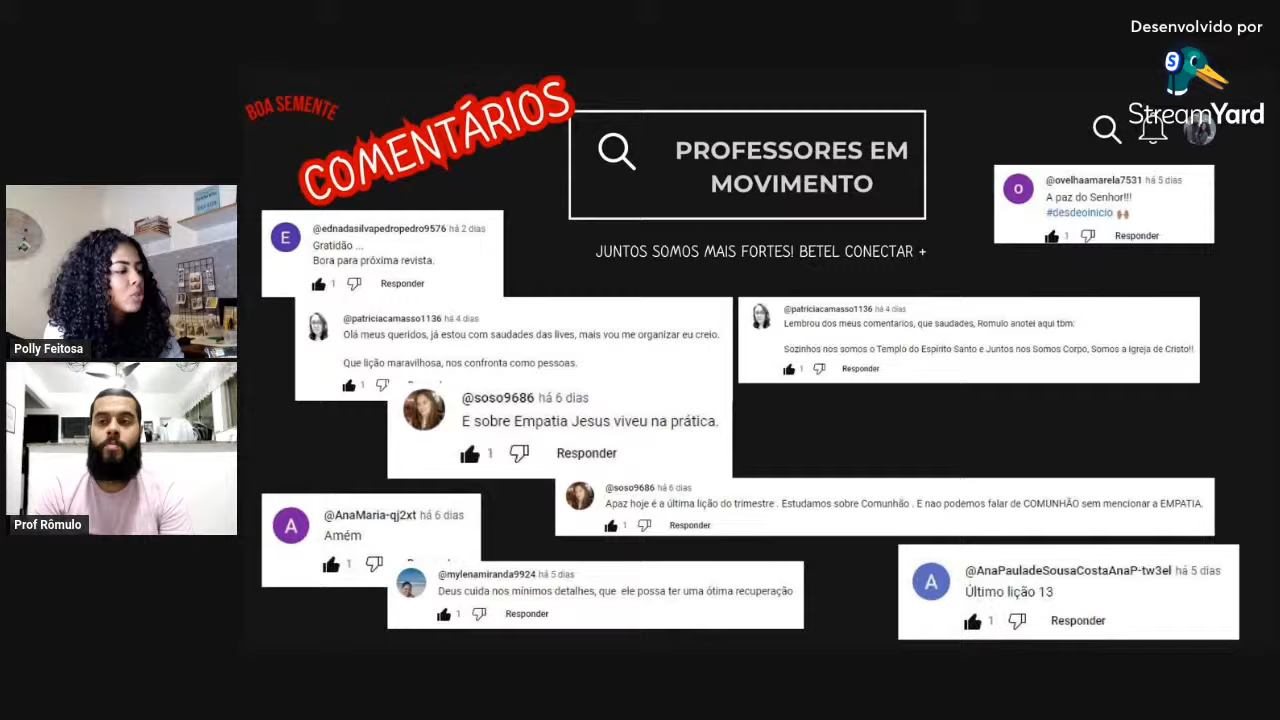 Desenvolvido por
StreamYard
BOA SEMENTE
COMENTÁRIOS
PROFESSORES EM
MOVIMENTO
JUNTOS SOMOS MAIS FORTES! BETEL CONECTAR +
@ovelhaamarela7531 há 5 dias
A paz do Senhor!!!
#desdeoinicio
1 Responder
@ednadasilvapedropedro9576 há 2 dias
Gratidão ...
Bora para próxima revista.
1 Responder
@patriciacamasso1136 há 4 dias
Olá meus queridos, já estou com saudades das lives, mais vou me organizar eu creio.
Que lição maravilhosa, nos confronta como pessoas.
1
@patriciacamasso1136 há 4 dias
Lembrou dos meus comentarios, que saudades, Romulo anotei aqui tbm:
Sozinhos nos somos o Templo do Espírito Santo e Juntos nos Somos Corpo, Somos a Igreja de Cristo!!
1 Responder
@soso9686 há 6 dias
E sobre Empatia Jesus viveu na prática.
1 Responder
@soso9686 há 6 dias
Apaz hoje é a última lição do trimestre . Estudamos sobre Comunhão . E nao podemos falar de COMUNHÃO sem mencionar a EMPATIA.
1 Responder
A
@AnaMaria-qj2xt há 6 dias
Amém
1
@mylenamiranda9924 há 5 dias
Deus cuida nos mínimos detalhes, que ele possa ter uma ótima recuperação
1 Responder
A
@AnaPauladeSousaCostaAnaP-tw3el há 5 dias
Último lição 13
1 Responder
Polly Feitosa
Prof Rômulo